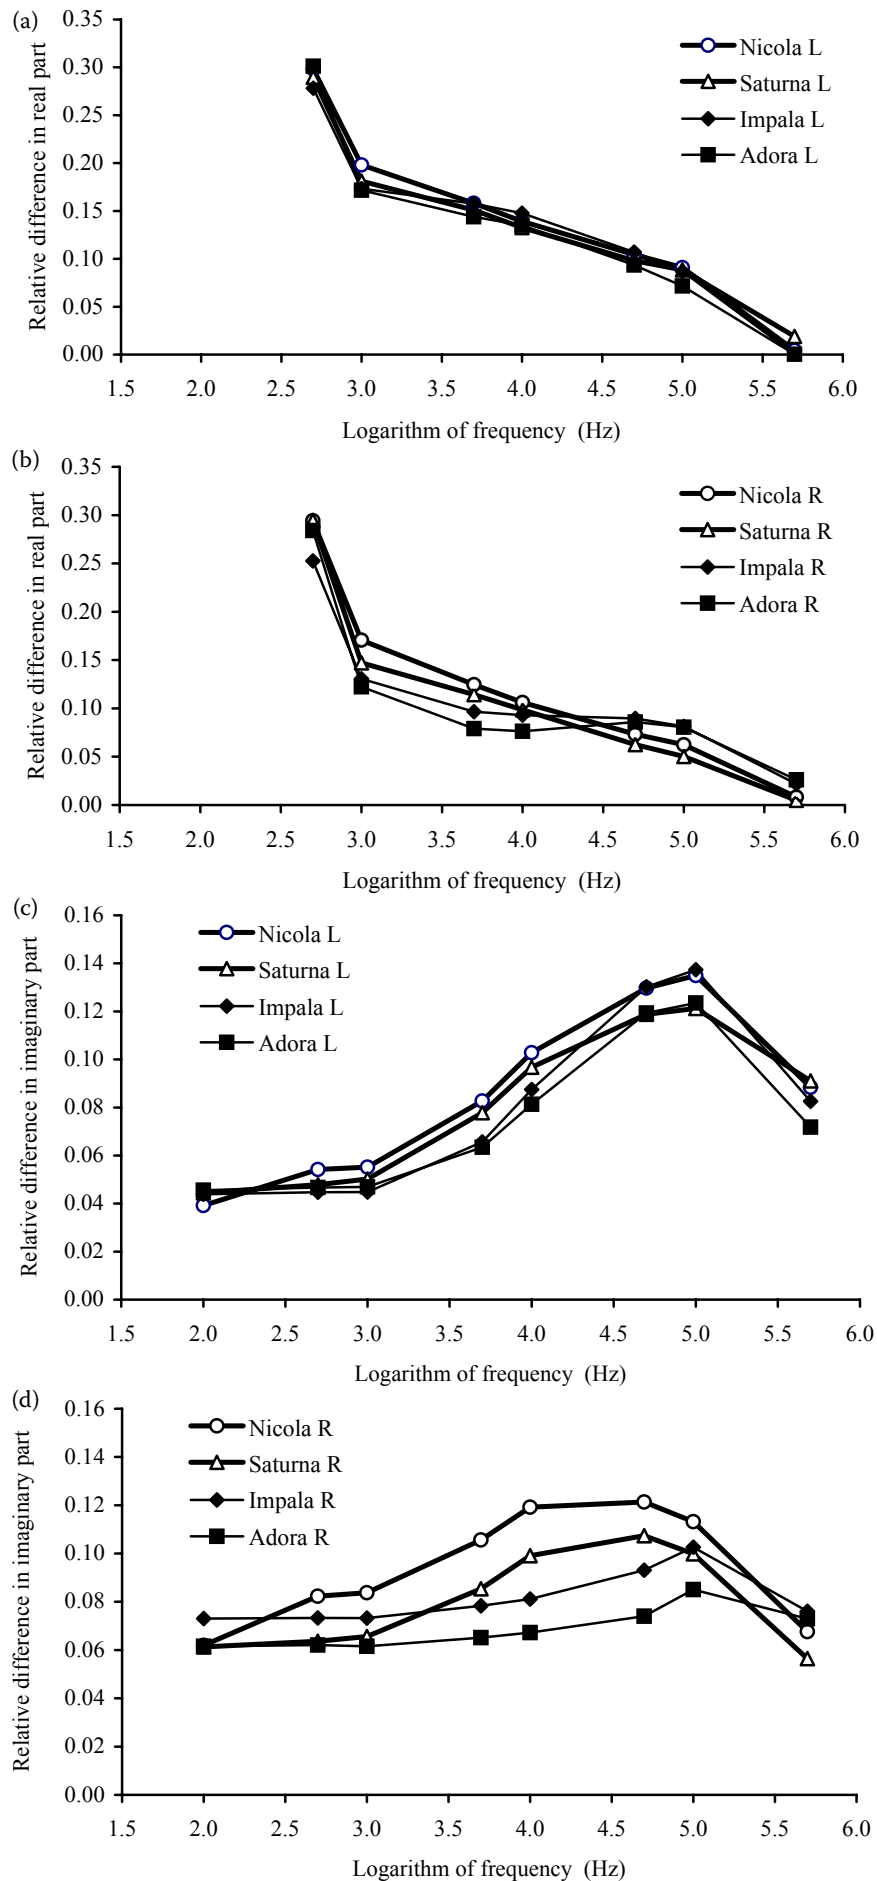 (a)
0.35
0.30
0.25
0.20
0.15
0.10
0.05
0.00
Relative difference in real part
Nicola L
Saturna L
Impala L
Adora L
1.5 2.0 2.5 3.0 3.5 4.0 4.5 5.0 5.5 6.0
Logarithm of frequency (Hz)
(b)
0.35
0.30
0.25
0.20
0.15
0.10
0.05
0.00
Relative difference in real part
Nicola R
Saturna R
Impala R
Adora R
1.5 2.0 2.5 3.0 3.5 4.0 4.5 5.0 5.5 6.0
Logarithm of frequency (Hz)
(c)
0.16
0.14
0.12
0.10
0.08
0.06
0.04
0.02
0.00
Relative difference in imaginary part
Nicola L
Saturna L
Impala L
Adora L
1.5 2.0 2.5 3.0 3.5 4.0 4.5 5.0 5.5 6.0
Logarithm of frequency (Hz)
(d)
0.16
0.14
0.12
0.10
0.08
0.06
0.04
0.02
0.00
Relative difference in imaginary part
Nicola R
Saturna R
Impala R
Adora R
1.5 2.0 2.5 3.0 3.5 4.0 4.5 5.0 5.5 6.0
Logarithm of frequency (Hz)